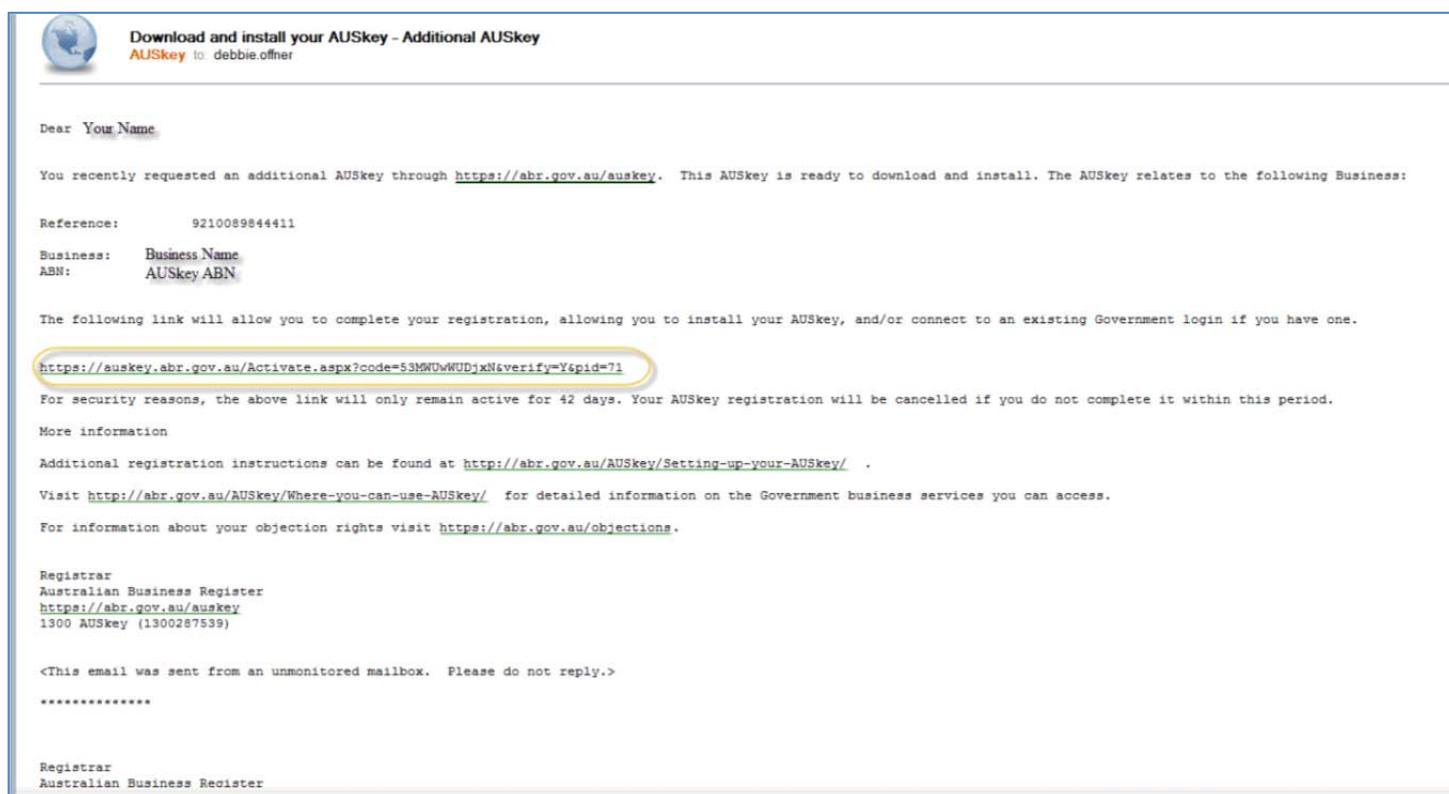 Download and install your AUSkey - Additional AUSkey
AUSkey to: debbie.offner
Dear Your Name
You recently requested an additional AUSkey through https://abr.gov.au/auskey. This AUSkey is ready to download and install. The AUSkey relates to the following Business:
Reference: 9210089844411
Business: Business Name
ABN: AUSkey ABN
The following link will allow you to complete your registration, allowing you to install your AUSkey, and/or connect to an existing Government login if you have one.
https://auskey.abr.gov.au/Activate.aspx?code=53MWUwWUDjxN&verify=Y&pid=71
For security reasons, the above link will only remain active for 42 days. Your AUSkey registration will be cancelled if you do not complete it within this period.
More information
Additional registration instructions can be found at http://abr.gov.au/AUSkey/Setting-up-your-AUSkey/ .
Visit http://abr.gov.au/AUSkey/Where-you-can-use-AUSkey/ for detailed information on the Government business services you can access.
For information about your objection rights visit https://abr.gov.au/objections.
Registrar
Australian Business Register
https://abr.gov.au/auskey
1300 AUSkey (1300287539)
<This email was sent from an unmonitored mailbox. Please do not reply.>
**************
Registrar
Australian Business Register